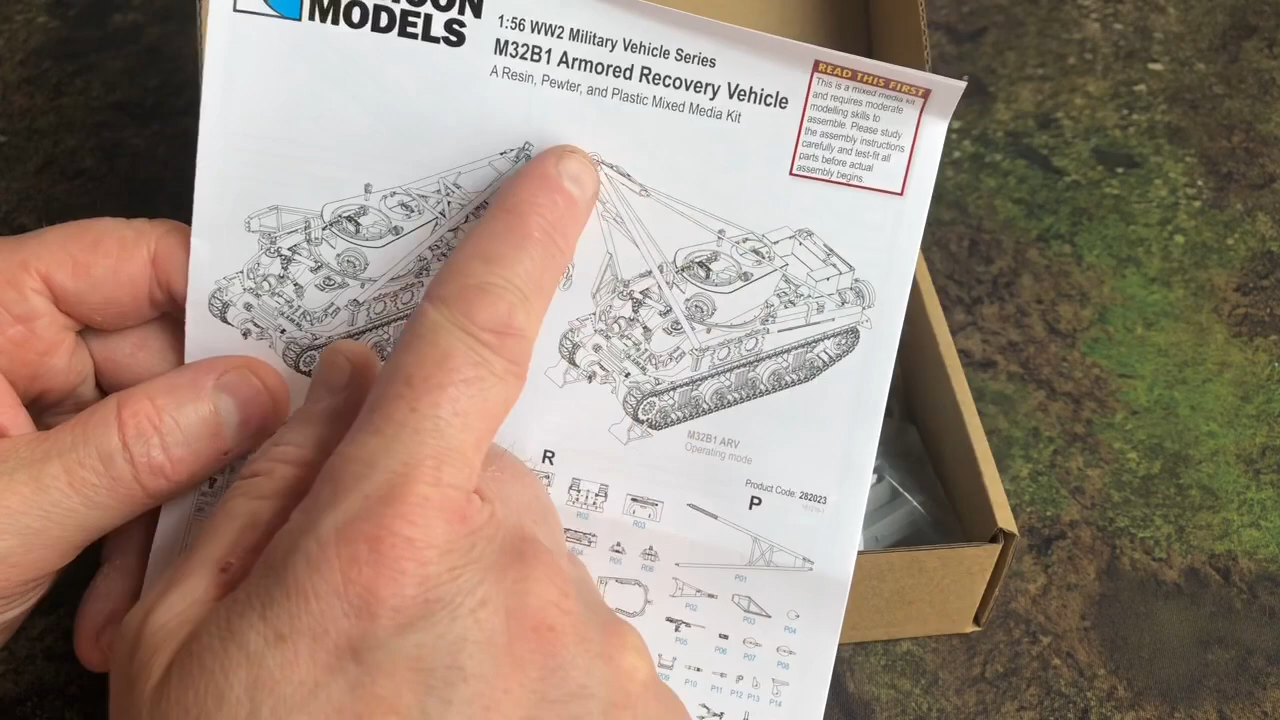 MODELS
1:56 WW2 Military Vehicle Series
M32B1 Armored Recovery Vehicle
A Resin, Pewter, and Plastic Mixed Media Kit
READ THIS FIRST
This is a mixed media kit
and requires moderate
modelling skills to
assemble. Please study
the assembly instructions
carefully and test-fit all
parts before actual
assembly begins.
M32B1 ARV
Operating mode
Product Code: 282023
R
P
R02
R03
P01
R05
R06
P02
P03
P04
P05
P06
P07
P08
P09
P10
P11
P12
P13
P14